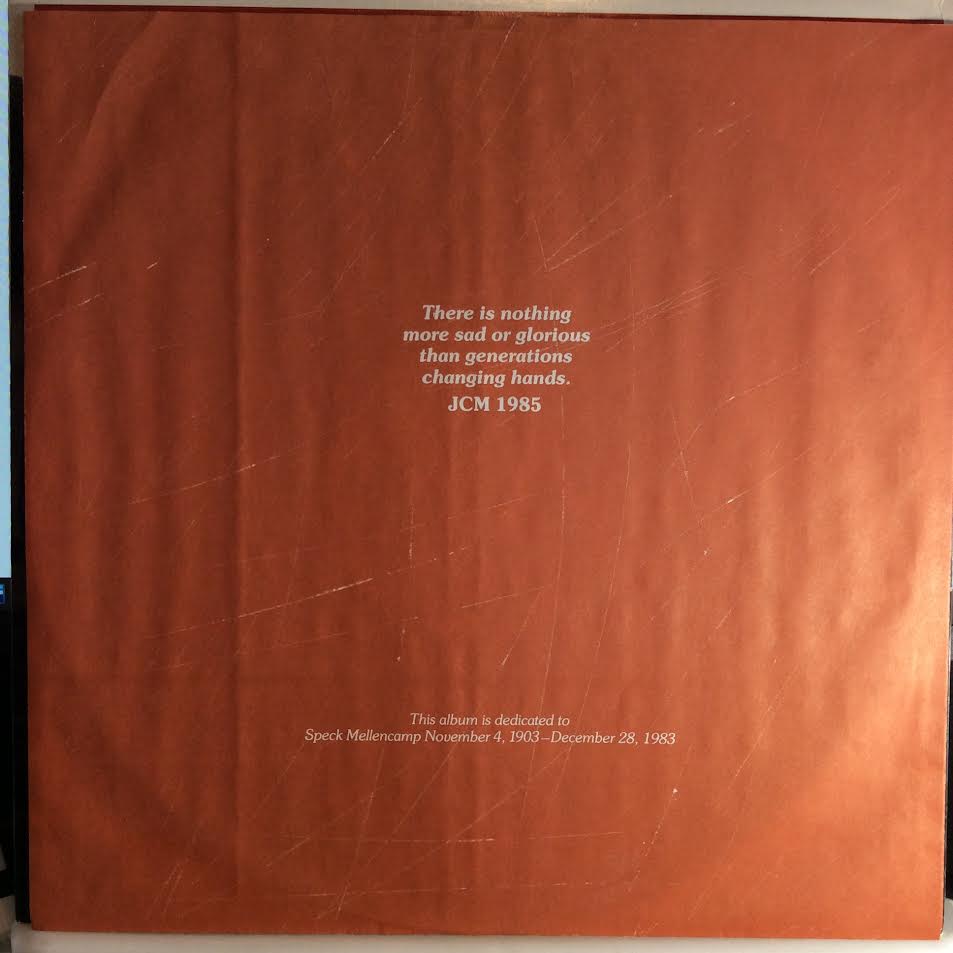 There is nothing
more sad or glorious
than generations
changing hands.
JCM 1985
This album is dedicated to
Speck Mellencamp November 4, 1903–December 28, 1983